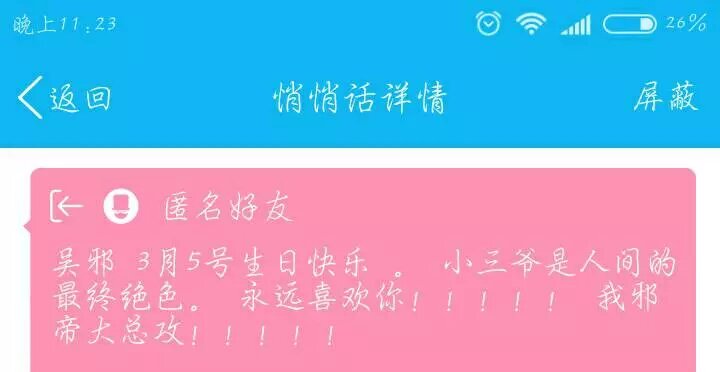 晚上11:23
26%
返回
悄悄话详情
屏蔽
匿名好友
吴邪 3月5号生日快乐 。 小三爷是人间的
最终绝色。 永远喜欢你！！！！！ 我邪
帝大总攻！！！！！